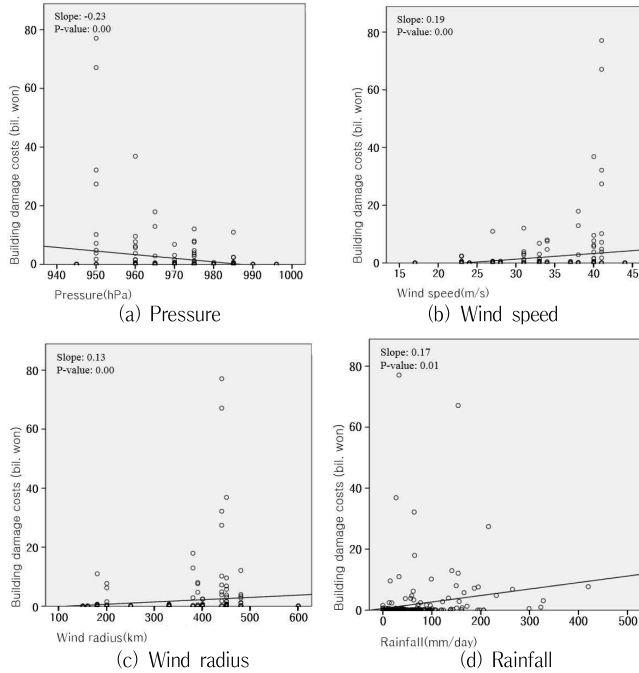 Slope: -0.23
P-value: 0.00
Building damage costs (bil. won)
80
60
40
20
0
940 950 960 970 980 990 1000
Pressure(hPa)
(a) Pressure
Slope: 0.19
P-value: 0.00
Building damage costs (bil. won)
80
60
40
20
0
15 20 25 30 35 40 45
Wind speed(m/s)
(b) Wind speed
Slope: 0.13
P-value: 0.00
Building damage costs (bil. won)
80
60
40
20
0
100 200 300 400 500 600
Wind radius(km)
(c) Wind radius
Slope: 0.17
P-value: 0.01
Building damage costs (bil. won)
80
60
40
20
0
0 100 200 300 400 500
Rainfall(mm/day)
(d) Rainfall